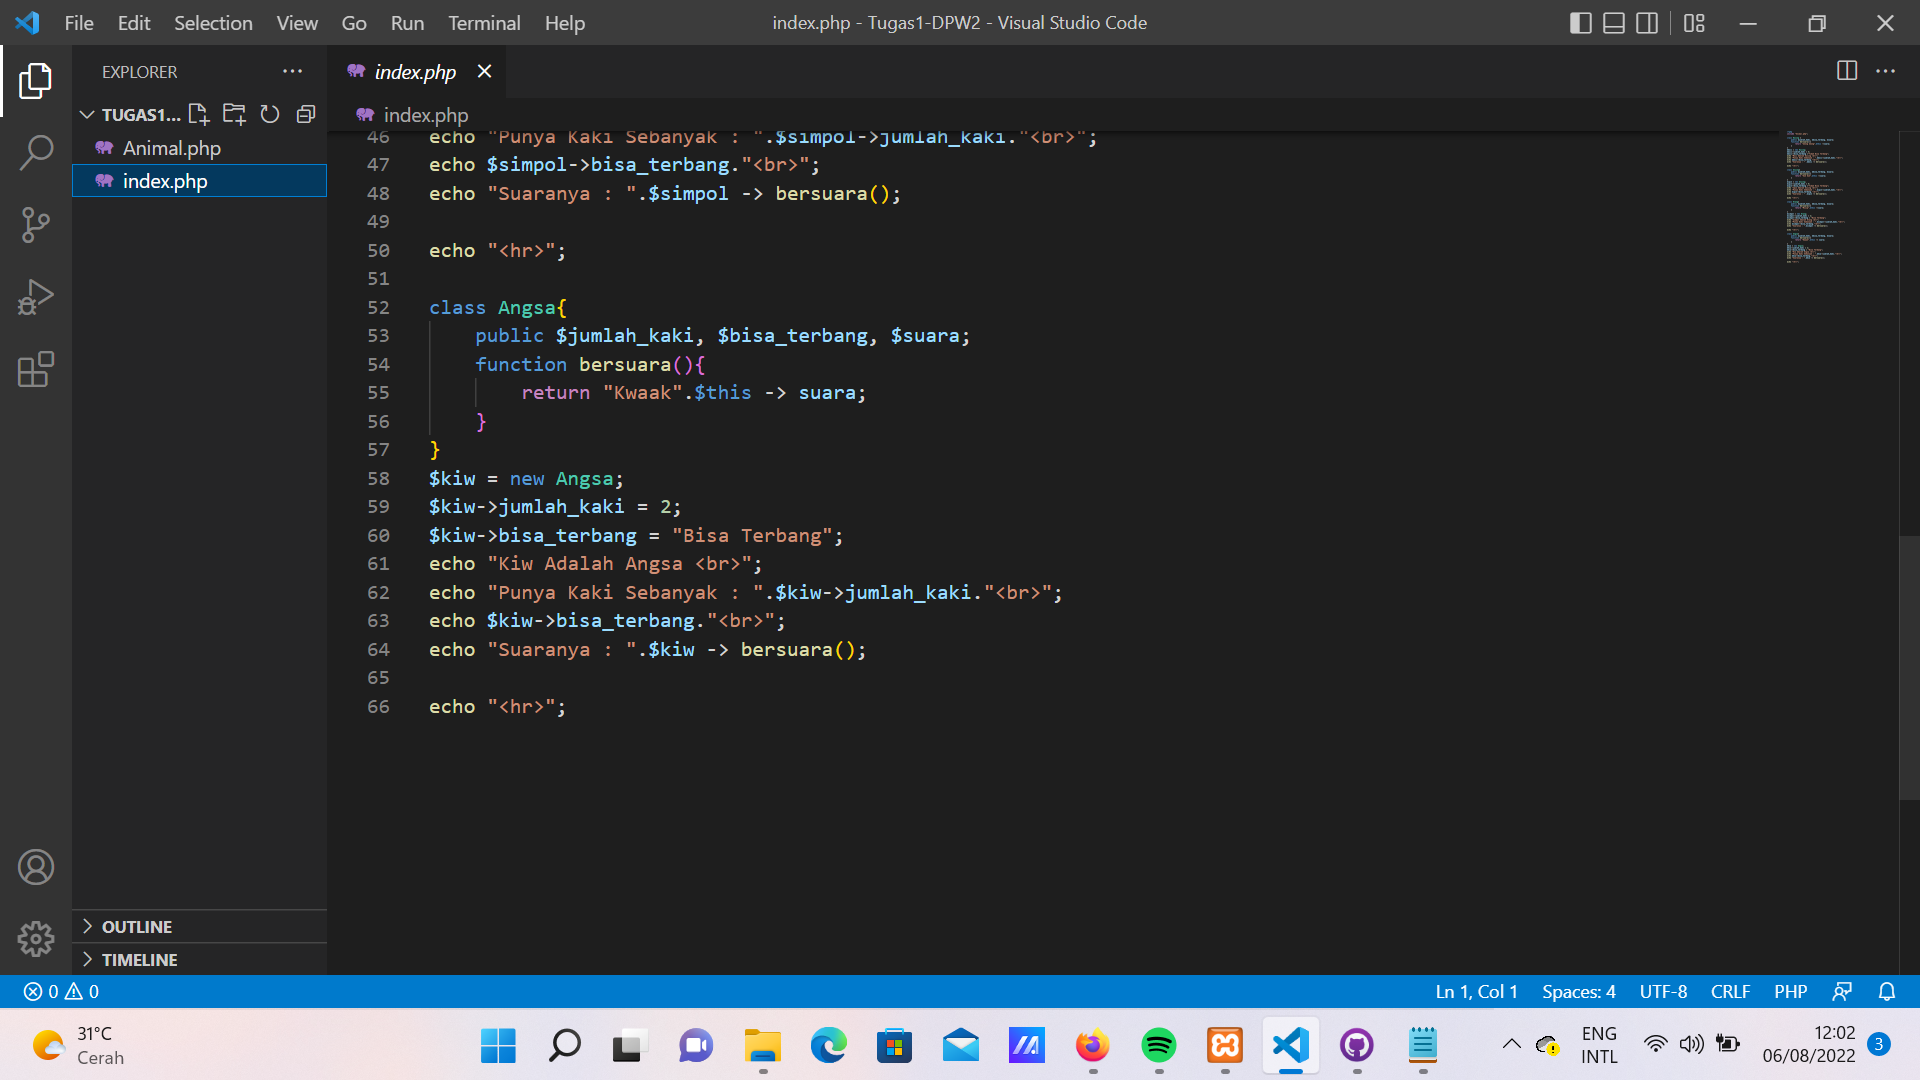 File Edit Selection View Go Run Terminal Help
index.php - Tugas1-DPW2 - Visual Studio Code
EXPLORER
index.php
TUGAS1...
index.php
Animal.php
index.php
46 echo "Punya Kaki Sebanyak : ".$simpol->jumlah_kaki."<br>";
47 echo $simpol->bisa_terbang."<br>";
48 echo "Suaranya : ".$simpol -> bersuara();
49
50 echo "<hr>";
51
52 class Angsa{
53 public $jumlah_kaki, $bisa_terbang, $suara;
54 function bersuara(){
55 return "Kwaak".$this -> suara;
56 }
57 }
58 $kiw = new Angsa;
59 $kiw->jumlah_kaki = 2;
60 $kiw->bisa_terbang = "Bisa Terbang";
61 echo "Kiw Adalah Angsa <br>";
62 echo "Punya Kaki Sebanyak : ".$kiw->jumlah_kaki."<br>";
63 echo $kiw->bisa_terbang."<br>";
64 echo "Suaranya : ".$kiw -> bersuara();
65
66 echo "<hr>";
OUTLINE
TIMELINE
0 0
Ln 1, Col 1 Spaces: 4 UTF-8 CRLF PHP
31°C
Cerah
ENG
INTL
12:02
06/08/2022
3